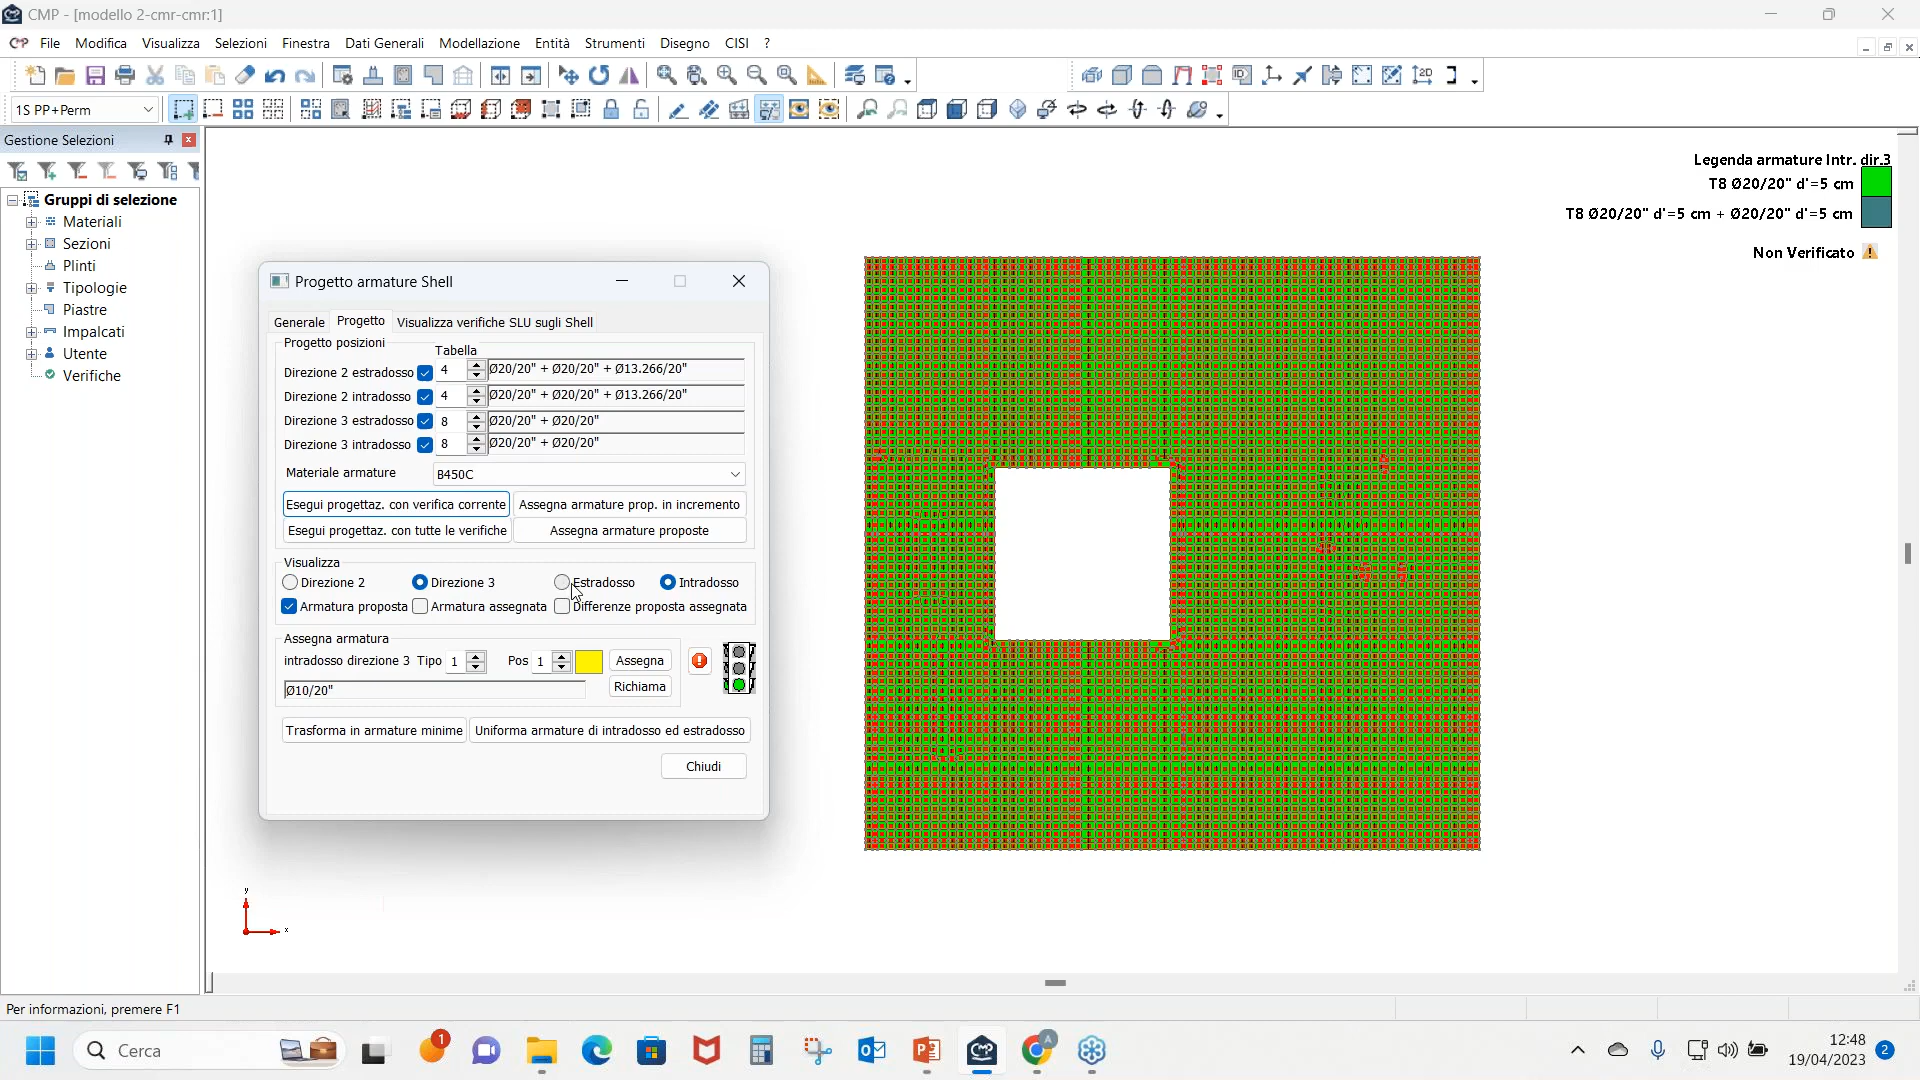 CMP - [modello 2-cmr-cmr:1]
File Modifica Visualizza Selezioni Finestra Dati Generali Modellazione Entità Strumenti Disegno CISI ?
1S PP+Perm
Gestione Selezioni
Gruppi di selezione
Materiali
Sezioni
Plinti
Tipologie
Piastre
Impalcati
Utente
Verifiche
Legenda armature Intr. dir.3
T8 Ø20/20" d'=5 cm
T8 Ø20/20" d'=5 cm + Ø20/20" d'=5 cm
Non Verificato
Progetto armature Shell
Generale Progetto Visualizza verifiche SLU sugli Shell
Progetto posizioni
Tabella
Direzione 2 estradosso 4 Ø20/20" + Ø20/20" + Ø13.266/20"
Direzione 2 intradosso 4 Ø20/20" + Ø20/20" + Ø13.266/20"
Direzione 3 estradosso 8 Ø20/20" + Ø20/20"
Direzione 3 intradosso 8 Ø20/20" + Ø20/20"
Materiale armature B450C
Esegui progettaz. con verifica corrente Assegna armature prop. in incremento
Esegui progettaz. con tutte le verifiche Assegna armature proposte
Visualizza
Direzione 2 Direzione 3 Estradosso Intradosso
Armatura proposta Armatura assegnata Differenze proposta assegnata
Assegna armatura
intradosso direzione 3 Tipo 1 Pos 1 Assegna
Ø10/20" Richiama
Trasforma in armature minime Uniforma armature di intradosso ed estradosso
Chiudi
y
x
Per informazioni, premere F1
Cerca
1
A
12:48
19/04/2023
2